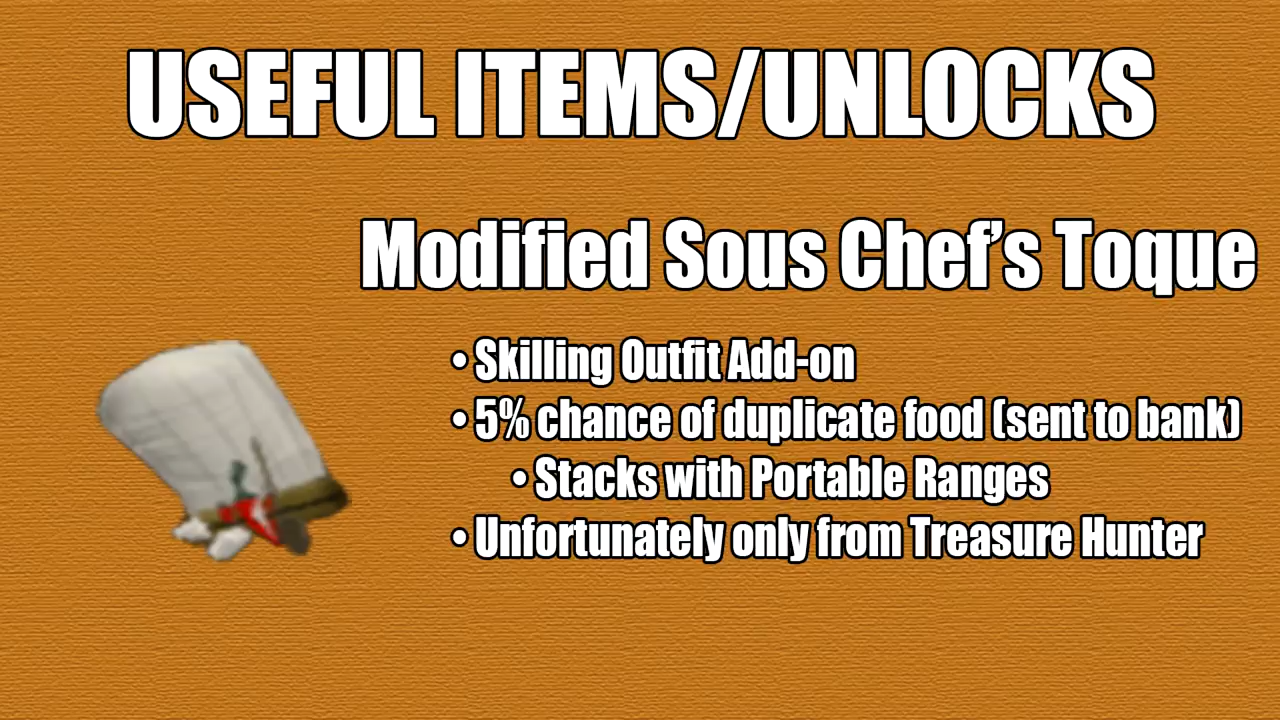 USEFUL ITEMS/UNLOCKS
Modified Sous Chef’s Toque
• Skilling Outfit Add-on
• 5% chance of duplicate food (sent to bank)
• Stacks with Portable Ranges
• Unfortunately only from Treasure Hunter